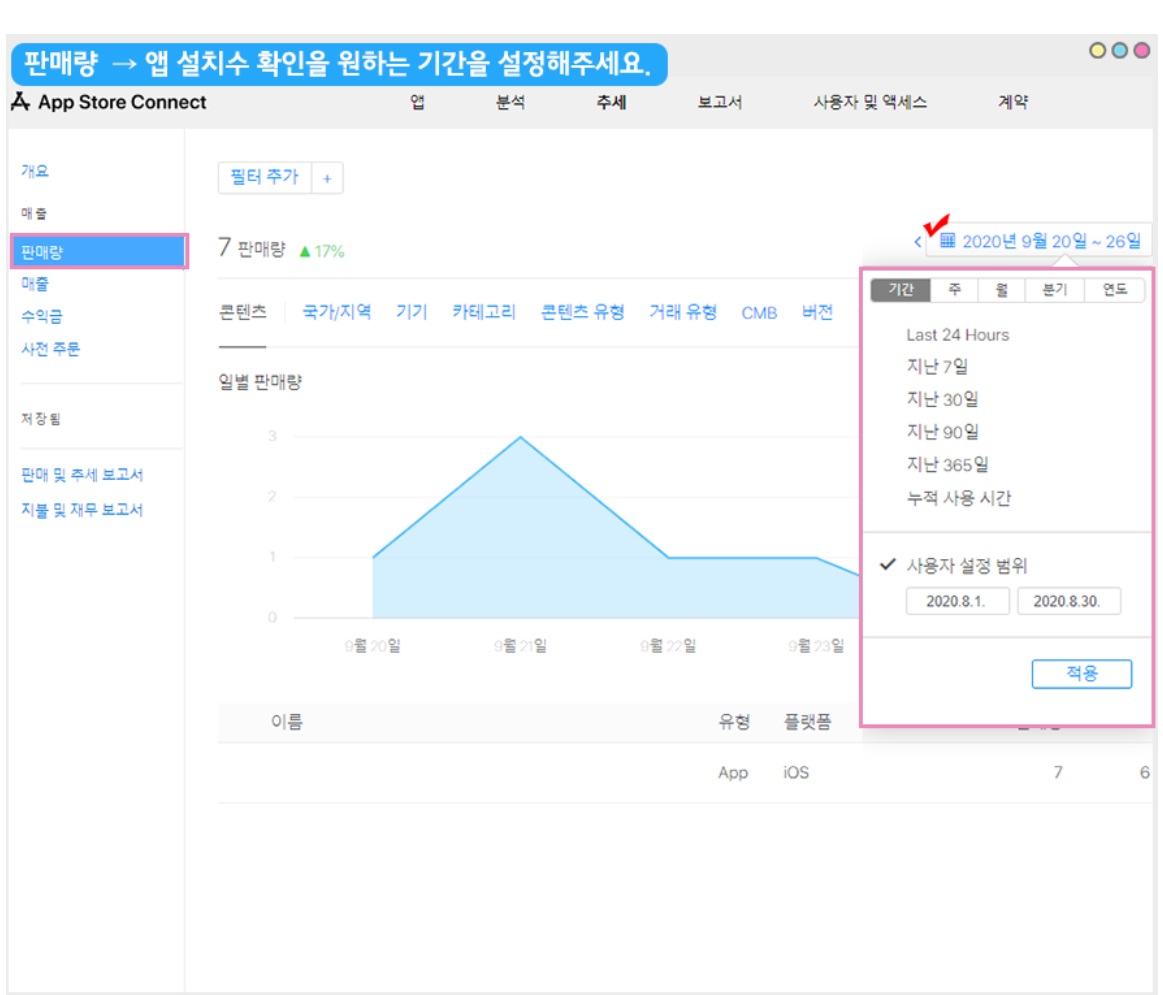 판매량 → 앱 설치수 확인을 원하는 기간을 설정해주세요.
App Store Connect
앱 분석 추세 보고서 사용자 및 액세스 계약
개요
매출
판매량
매출
수익금
사전 주문
저장됨
판매 및 추세 보고서
지불 및 재무 보고서
필터 추가 +
7 판매량 ▲ 17%
< 2020년 9월 20일 ~ 26일
콘텐츠 국가/지역 기기 카테고리 콘텐츠 유형 거래 유형 CMB 버전
일별 판매량
3
2
1
0
9월 20일 9월 21일 9월 22일 9월 23일
기간 주 월 분기 연도
Last 24 Hours
지난 7일
지난 30일
지난 90일
지난 365일
누적 사용 시간
✓ 사용자 설정 범위
2020.8.1. 2020.8.30.
적용
이름 유형 플랫폼
App iOS 7 6